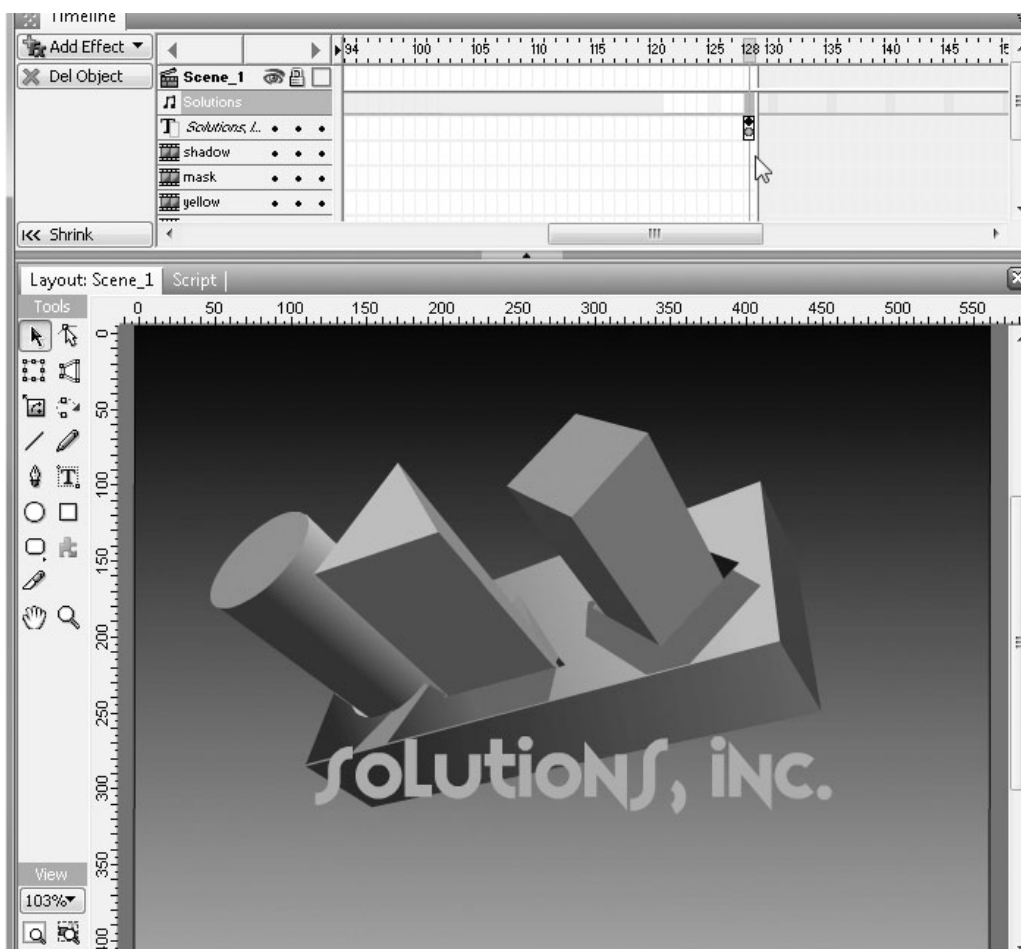 Timeline
Add Effect
94 100 105 110 115 120 125 128 130 135 140 145
Del Object
Scene_1
Solutions
T Solutions, I...
shadow
mask
yellow
Shrink
Layout: Scene_1 Script
Tools
0 50 100 150 200 250 300 350 400 450 500 550
0
50
100
150
200
250
300
350
400
T
SOLUTIONS, INC.
View
103%